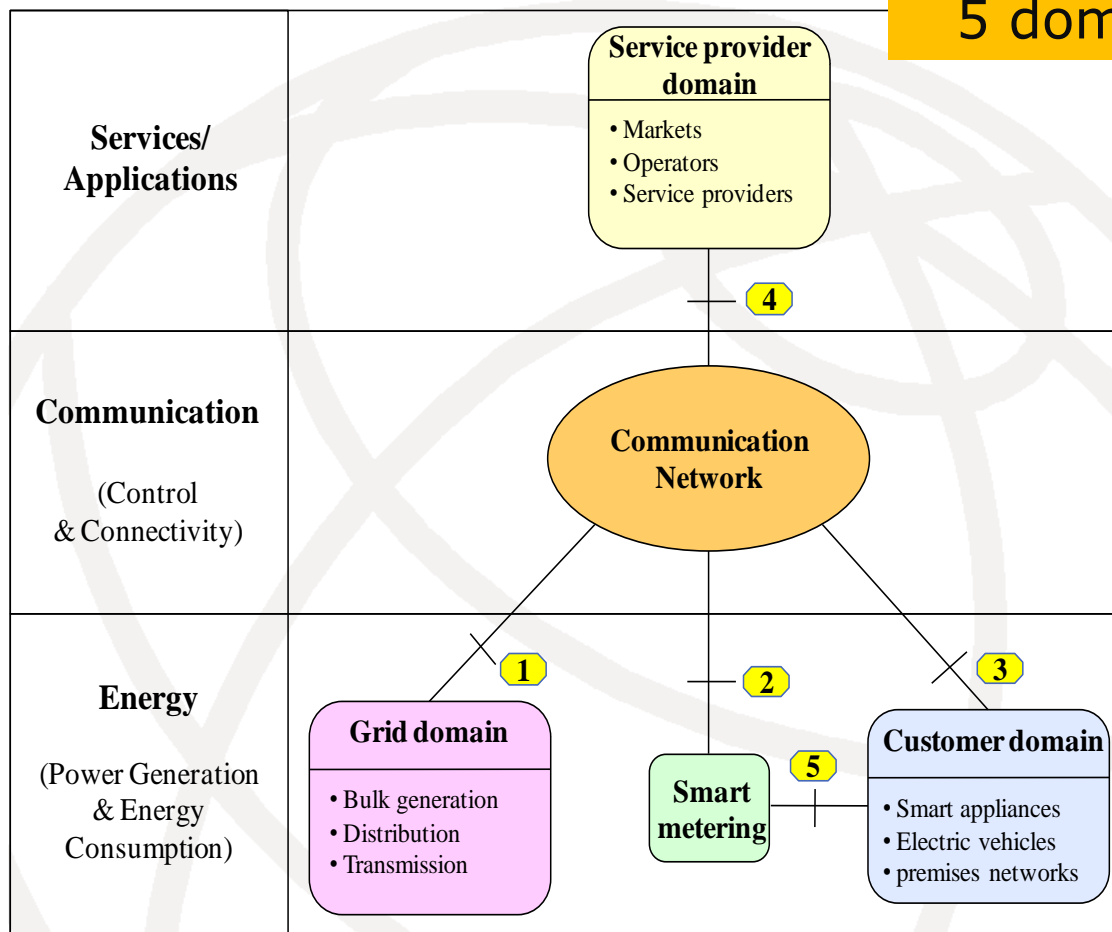 5 dom
Service provider
domain
• Markets
• Operators
• Service providers
Services/
Applications
4
Communication
(Control
& Connectivity)
Communication
Network
1
2
3
Energy
(Power Generation
& Energy
Consumption)
Grid domain
• Bulk generation
• Distribution
• Transmission
Smart
metering
5
Customer domain
• Smart appliances
• Electric vehicles
• premises networks